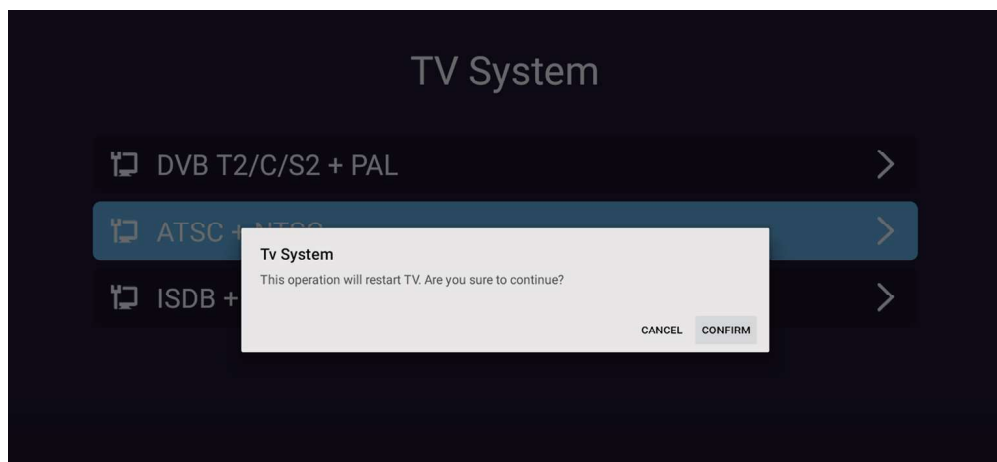 TV System
DVB T2/C/S2 + PAL
ATSC +
Tv System
This operation will restart TV. Are you sure to continue?
ISDB +
CANCEL CONFIRM